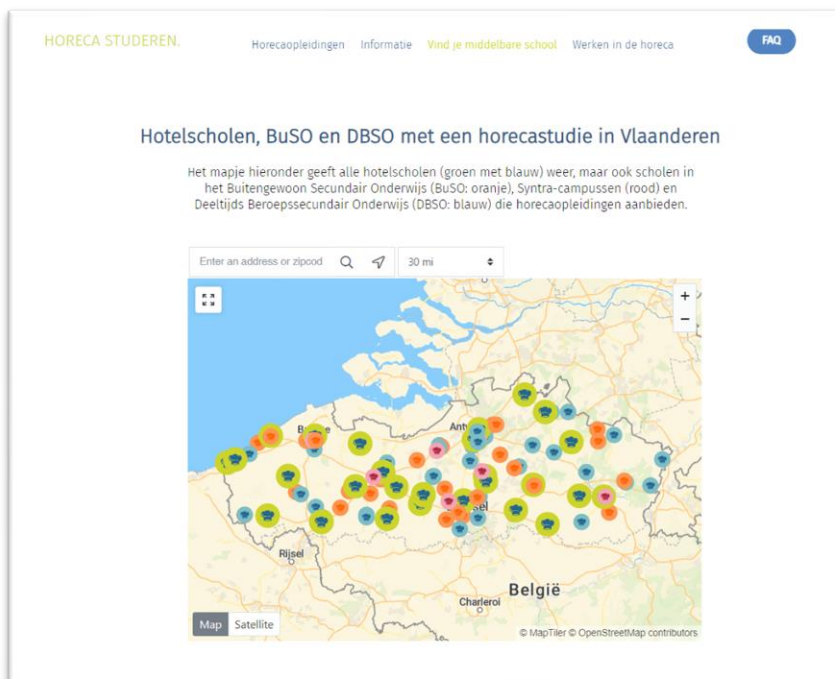 HORECA STUDEREN.
Horecaopleidingen Informatie Vind je middelbare school Werken in de horeca FAQ
Hotelscholen, BuSO en DBSO met een horecastudie in Vlaanderen
Het mapje hieronder geeft alle hotelscholen (groen met blauw) weer, maar ook scholen in
het Buitengewoon Secundair Onderwijs (BuSO: oranje), Syntra-campussen (rood) en
Deeltijds Beroepssecundair Onderwijs (DBSO: blauw) die horecaopleidingen aanbieden.
Enter an address or zipcod 30 mi
+
−
Rijsel
België
Charleroi
Map Satellite
© MapTiler © OpenStreetMap contributors